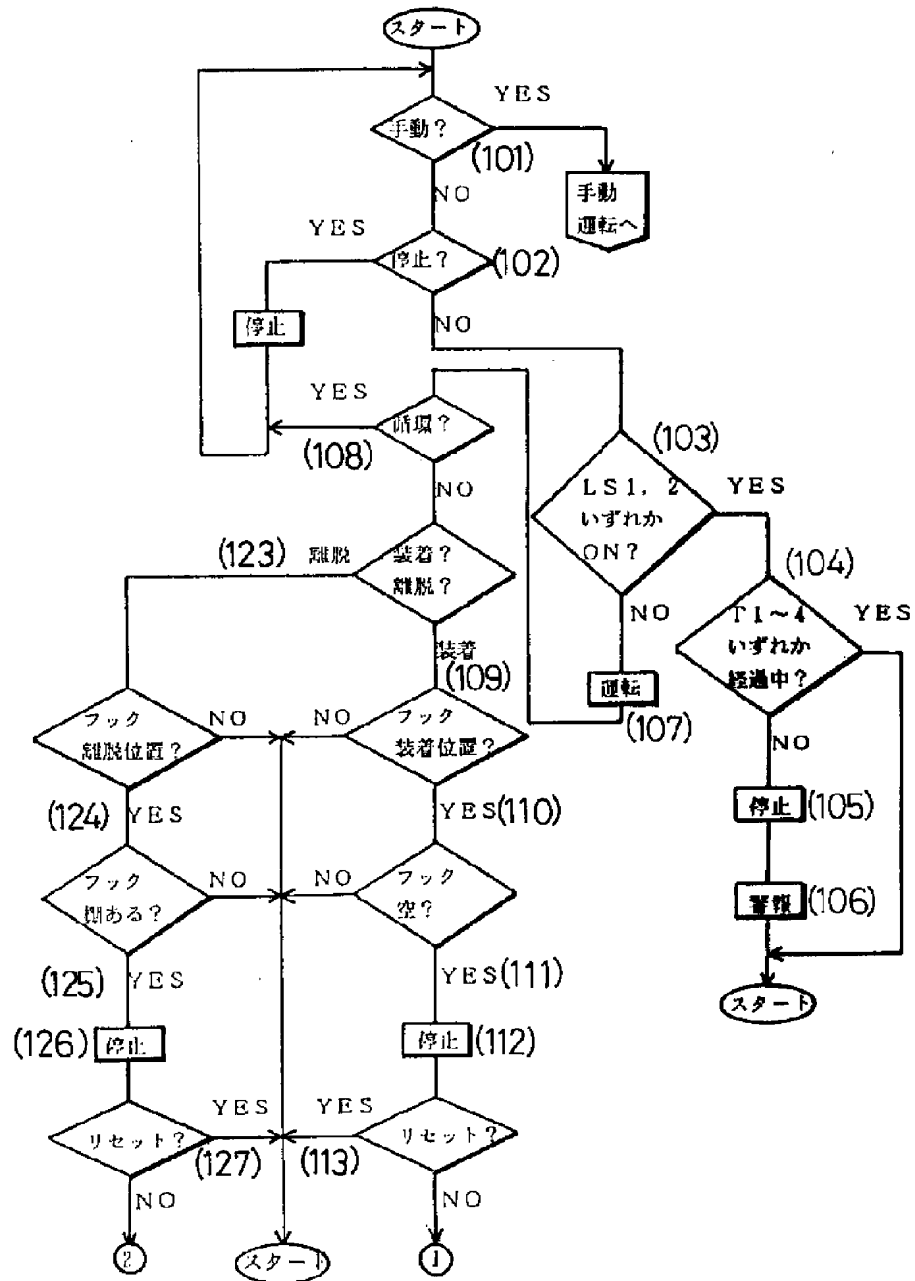 スタート
YES
手動?
(101)
手動
運転へ
NO
YES
停止?
(102)
停止
NO
YES
循環?
(108)
(103)
LS1, 2
いずれか
ON?
YES
NO
(123)
離脱
装着?
離脱?
(104)
T1~4
いずれか
経過中?
YES
NO
装着
(109)
運転
(107)
フック
離脱位置?
NO
NO
フック
装着位置?
NO
停止
(105)
(124)
YES
YES
(110)
フック
棚ある?
NO
NO
フック
空?
警報
(106)
(125)
YES
YES
(111)
スタート
(126)
停止
停止
(112)
YES
YES
リセット?
リセット?
(127)
(113)
NO
NO
2
スタート
1